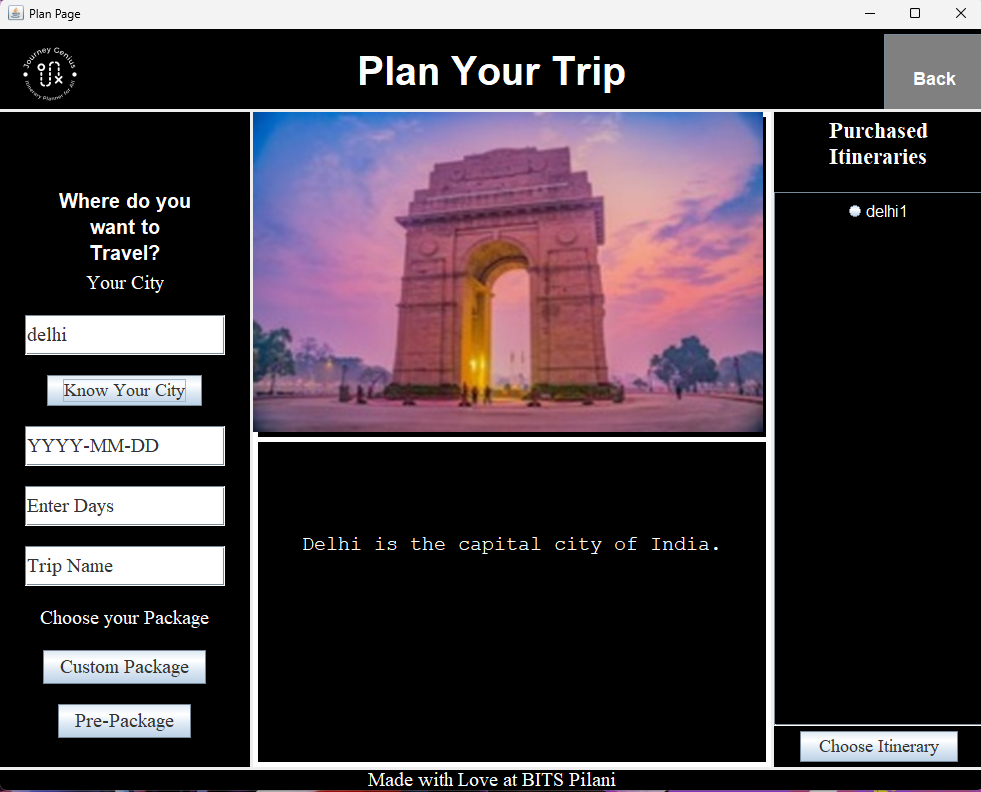 Plan Page
Journey Genius
Itinerary Planner for All
Plan Your Trip
Back
Where do you
want to
Travel?
Your City
delhi
Know Your City
YYYY-MM-DD
Enter Days
Trip Name
Choose your Package
Custom Package
Pre-Package
Delhi is the capital city of India.
Purchased
Itineraries
delhi1
Choose Itinerary
Made with Love at BITS Pilani